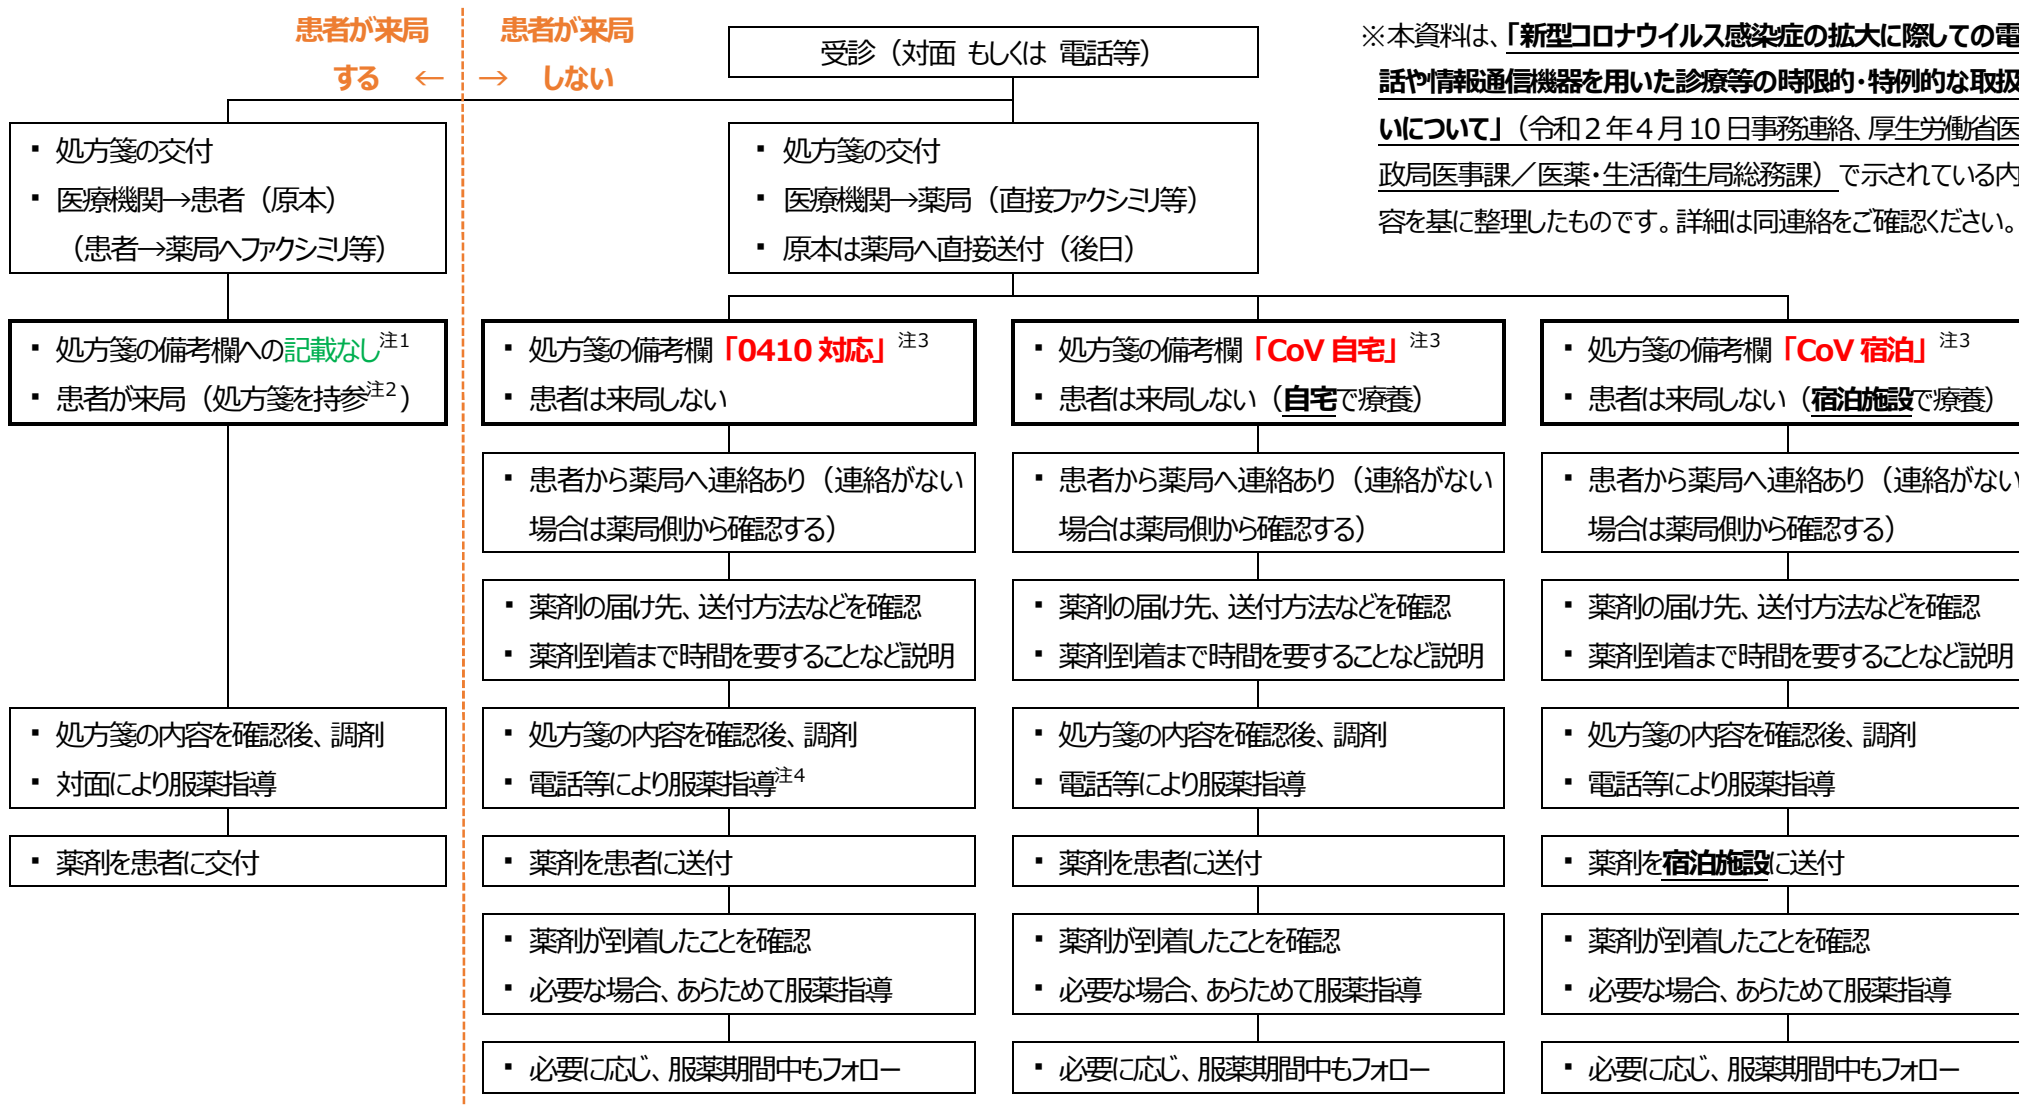 患者が来局
する ←
患者が来局
→ しない
受診（対面 もしくは 電話等）
※本資料は、「新型コロナウイルス感染症の拡大に際しての電
話や情報通信機器を用いた診療等の時限的・特例的な取扱
いについて」（令和２年４月10日事務連絡、厚生労働省医
政局医事課／医薬・生活衛生局総務課）で示されている内
容を基に整理したものです。詳細は同連絡をご確認ください。
▪ 処方箋の交付
▪ 医療機関→患者（原本）
（患者→薬局へファクシミリ等）
▪ 処方箋の交付
▪ 医療機関→薬局（直接ファクシミリ等）
▪ 原本は薬局へ直接送付（後日）
▪ 処方箋の備考欄への記載なし注1
▪ 患者が来局（処方箋を持参注2）
▪ 処方箋の備考欄「0410 対応」注3
▪ 患者は来局しない
▪ 処方箋の備考欄「CoV 自宅」注3
▪ 患者は来局しない（自宅で療養）
▪ 処方箋の備考欄「CoV 宿泊」注3
▪ 患者は来局しない（宿泊施設で療養）
▪ 患者から薬局へ連絡あり（連絡がない
場合は薬局側から確認する）
▪ 患者から薬局へ連絡あり（連絡がない
場合は薬局側から確認する）
▪ 患者から薬局へ連絡あり（連絡がない
場合は薬局側から確認する）
▪ 薬剤の届け先、送付方法などを確認
▪ 薬剤到着まで時間を要することなど説明
▪ 薬剤の届け先、送付方法などを確認
▪ 薬剤到着まで時間を要することなど説明
▪ 薬剤の届け先、送付方法などを確認
▪ 薬剤到着まで時間を要することなど説明
▪ 処方箋の内容を確認後、調剤
▪ 対面により服薬指導
▪ 処方箋の内容を確認後、調剤
▪ 電話等により服薬指導注4
▪ 処方箋の内容を確認後、調剤
▪ 電話等により服薬指導
▪ 処方箋の内容を確認後、調剤
▪ 電話等により服薬指導
▪ 薬剤を患者に交付
▪ 薬剤を患者に送付
▪ 薬剤を患者に送付
▪ 薬剤を宿泊施設に送付
▪ 薬剤が到着したことを確認
▪ 必要な場合、あらためて服薬指導
▪ 薬剤が到着したことを確認
▪ 必要な場合、あらためて服薬指導
▪ 薬剤が到着したことを確認
▪ 必要な場合、あらためて服薬指導
▪ 必要に応じ、服薬期間中もフォロー
▪ 必要に応じ、服薬期間中もフォロー
▪ 必要に応じ、服薬期間中もフォロー